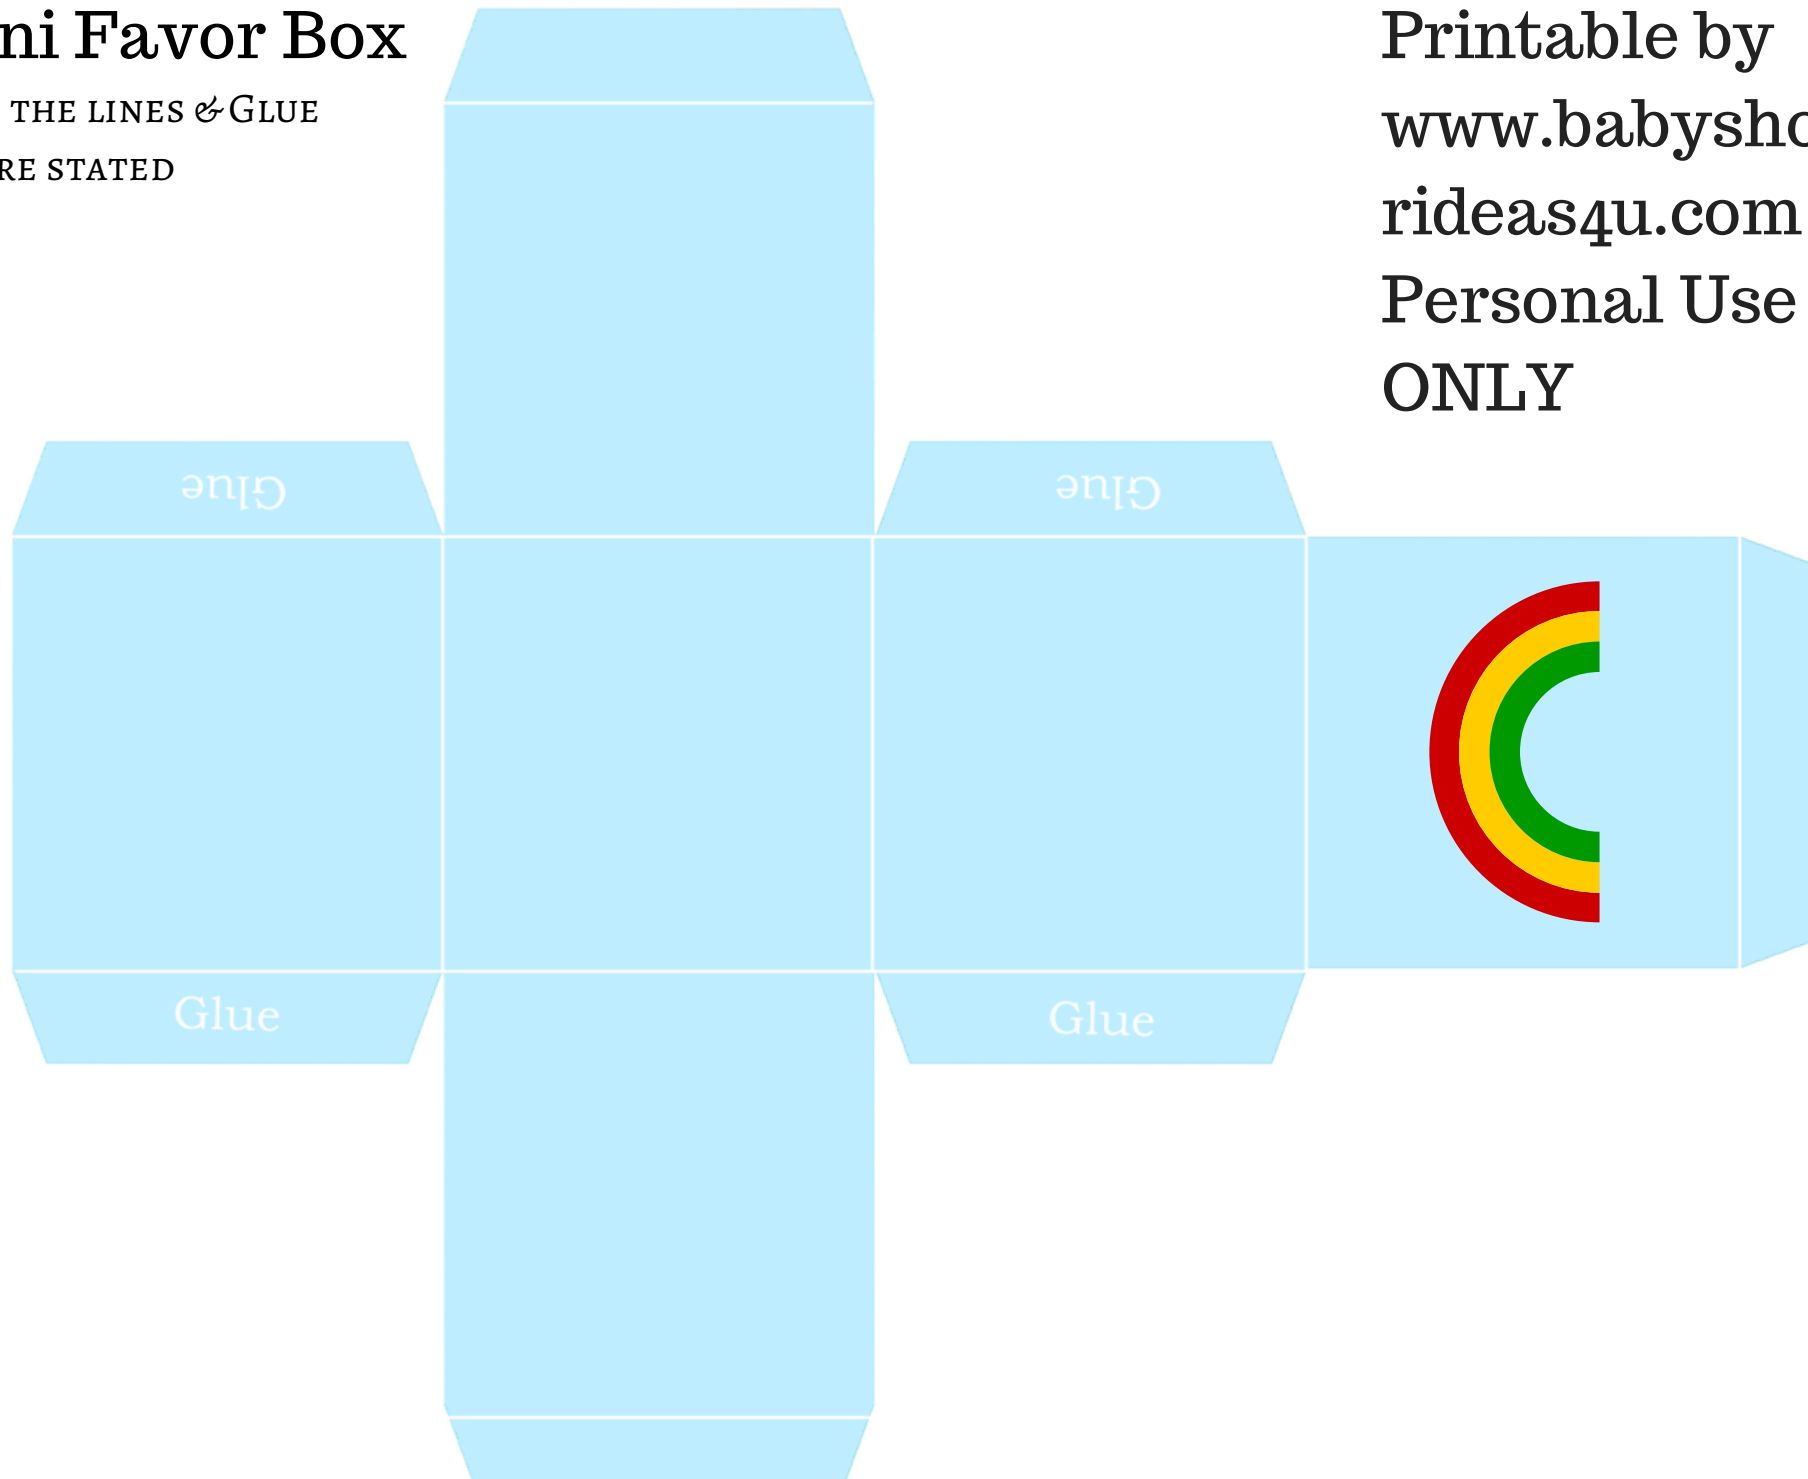 ni Favor Box
THE LINES & GLUE
RE STATED
Printable by
www.babysho
rideas4u.com
Personal Use
ONLY
Glue
Glue
Glue
Glue